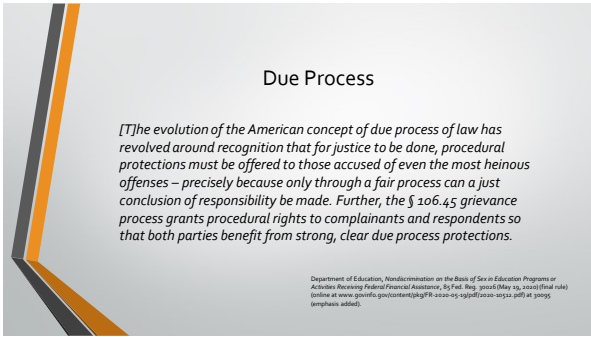 Due Process
[T]he evolution of the American concept of due process of law has
revolved around recognition that for justice to be done, procedural
protections must be offered to those accused of even the most heinous
offenses – precisely because only through a fair process can a just
conclusion of responsibility be made. Further, the § 106.45 grievance
process grants procedural rights to complainants and respondents so
that both parties benefit from strong, clear due process protections.
Department of Education, Nondiscrimination on the Basis of Sex in Education Programs or
Activities Receiving Federal Financial Assistance, 85 Fed. Reg. 30026 (May 19, 2020) (final rule)
(online at www.govinfo.gov/content/pkg/FR-2020-05-19/pdf/2020-10512.pdf) at 30095
(emphasis added).